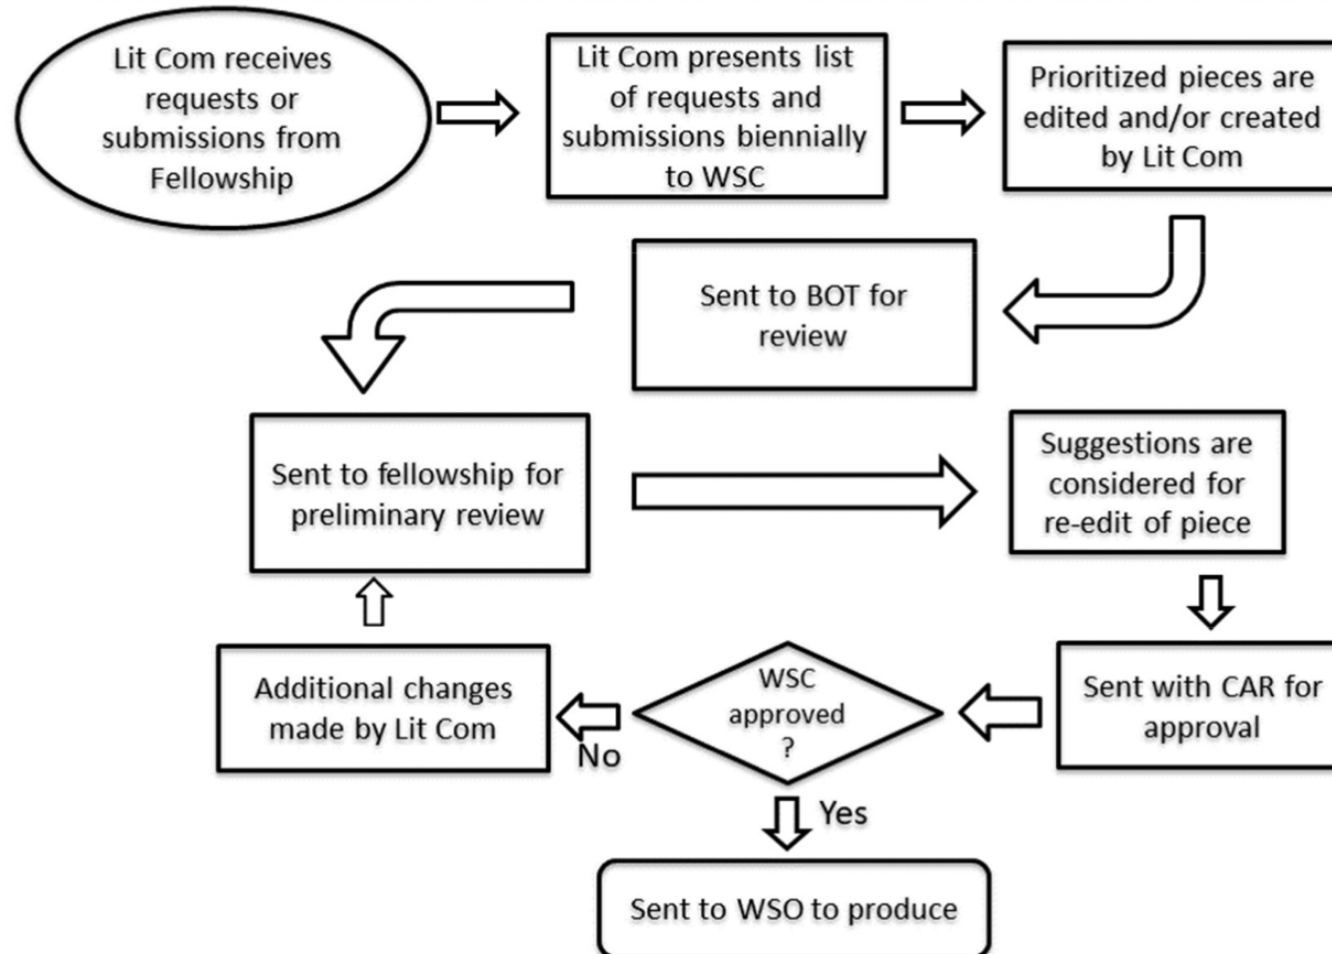 Lit Com receives
requests or
submissions from
Fellowship
Lit Com presents list
of requests and
submissions biennially
to WSC
Prioritized pieces are
edited and/or created
by Lit Com
Sent to BOT for
review
Sent to fellowship for
preliminary review
Suggestions are
considered for
re-edit of piece
Sent with CAR for
approval
WSC
approved
?
No
Additional changes
made by Lit Com
Yes
Sent to WSO to produce